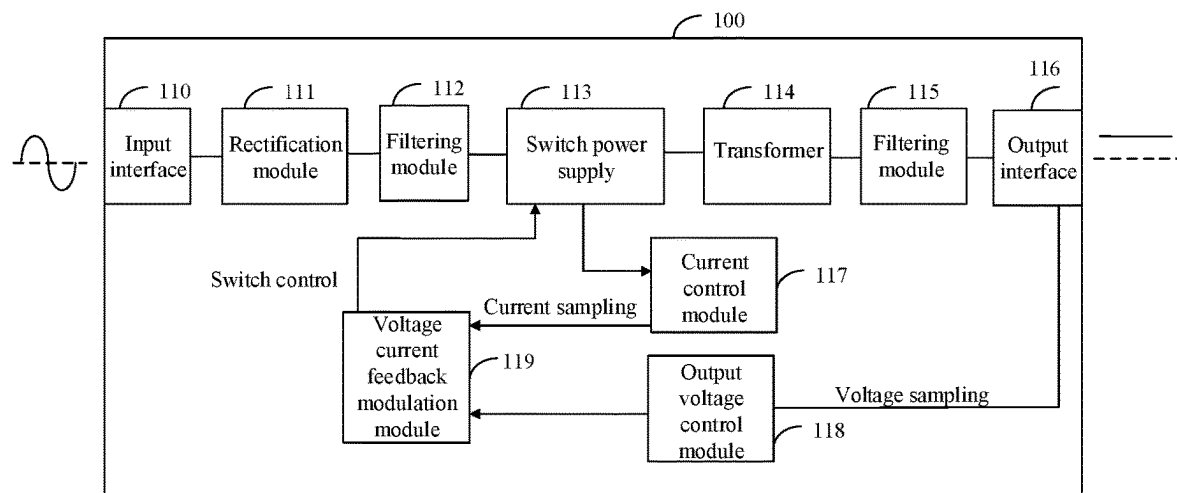 100
110
111
112
113
114
115
116
Input
interface
Rectification
module
Filtering
module
Switch power
supply
Transformer
Filtering
module
Output
interface
Switch control
Current
control
module
117
Current sampling
Voltage
current
feedback
modulation
module
119
Output
voltage
control
module
118
Voltage sampling